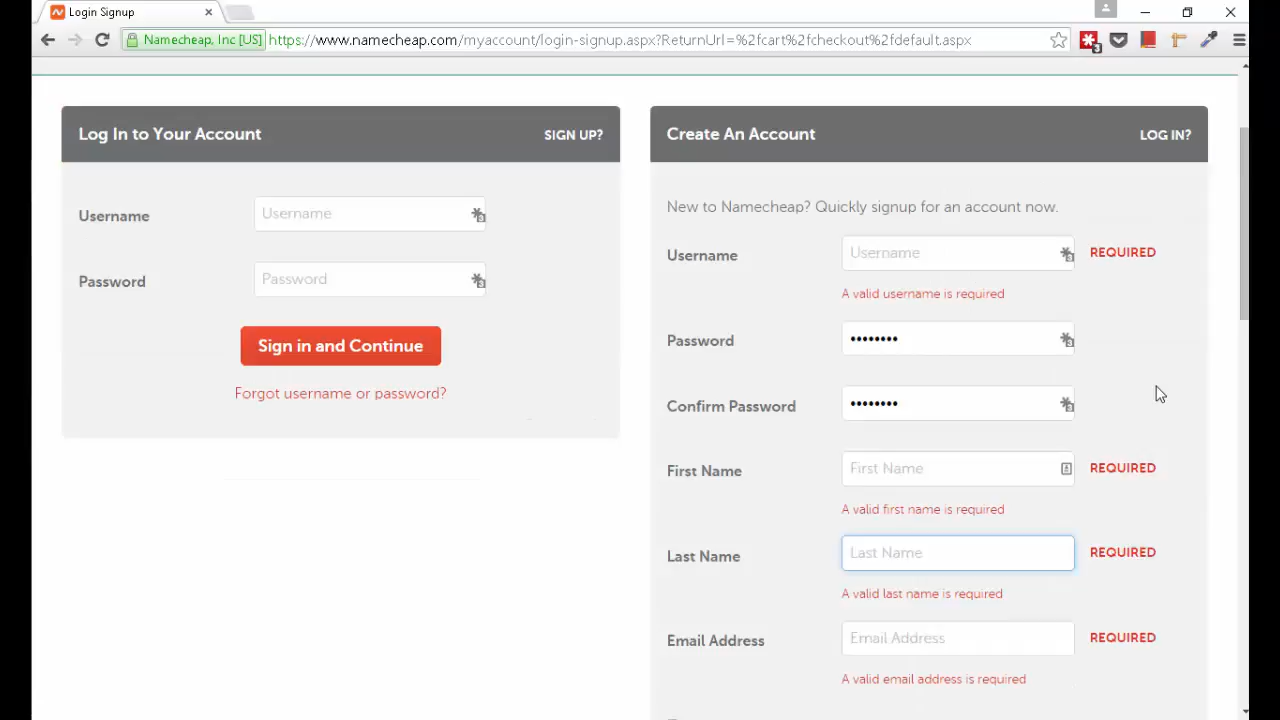 Login Signup
Namecheap, Inc [US] https://www.namecheap.com/myaccount/login-signup.aspx?ReturnUrl=%2fcart%2fcheckout%2fdefault.aspx
3
Log In to Your Account SIGN UP?
Username Username
Password Password
Sign in and Continue
Forgot username or password?
Create An Account LOG IN?
New to Namecheap? Quickly signup for an account now.
Username Username REQUIRED
A valid username is required
Password ••••••••
Confirm Password ••••••••
First Name First Name REQUIRED
A valid first name is required
Last Name Last Name REQUIRED
A valid last name is required
Email Address Email Address REQUIRED
A valid email address is required